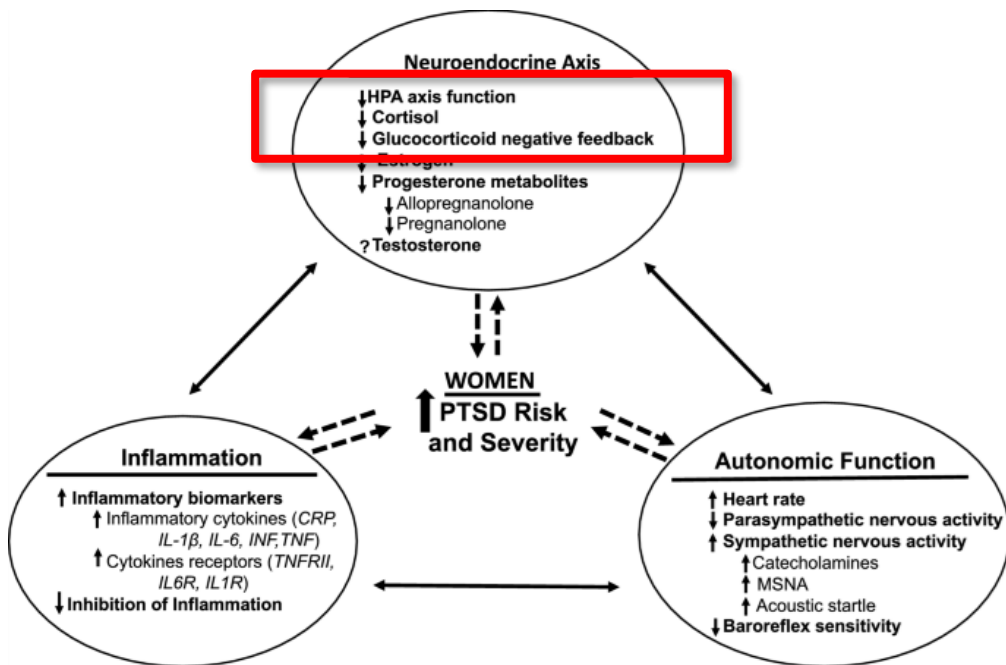 Neuroendocrine Axis
↓HPA axis function
↓ Cortisol
↓ Glucocorticoid negative feedback
↓ Estrogen
↓ Progesterone metabolites
↓ Allopregnanolone
↓ Pregnanolone
? Testosterone
WOMEN
↑ PTSD Risk
and Severity
Inflammation
↑ Inflammatory biomarkers
↑ Inflammatory cytokines (CRP,
IL-1β, IL-6, INF,TNF)
↑ Cytokines receptors (TNFRII,
IL6R, IL1R)
↓ Inhibition of Inflammation
Autonomic Function
↑ Heart rate
↓ Parasympathetic nervous activity
↑ Sympathetic nervous activity
↑ Catecholamines
↑ MSNA
↑ Acoustic startle
↓ Baroreflex sensitivity